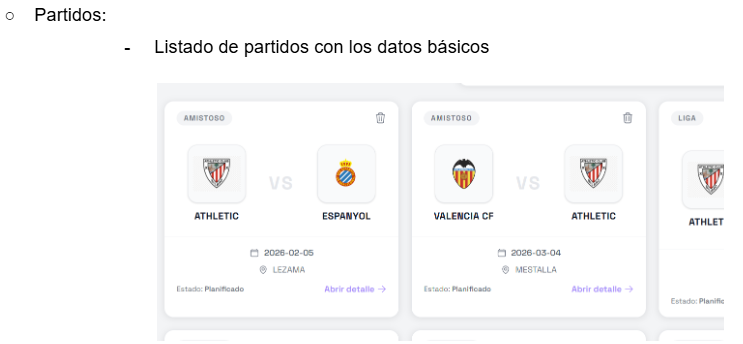 ○ Partidos:
- Listado de partidos con los datos básicos
AMISTOSO
VS
ATHLETIC
ESPANYOL
2026-02-05
LEZAMA
Estado: Planificado
Abrir detalle →
AMISTOSO
VS
VALENCIA CF
ATHLETIC
2026-03-04
MESTALLA
Estado: Planificado
Abrir detalle →
LIGA
ATHLET
Estado: Planific